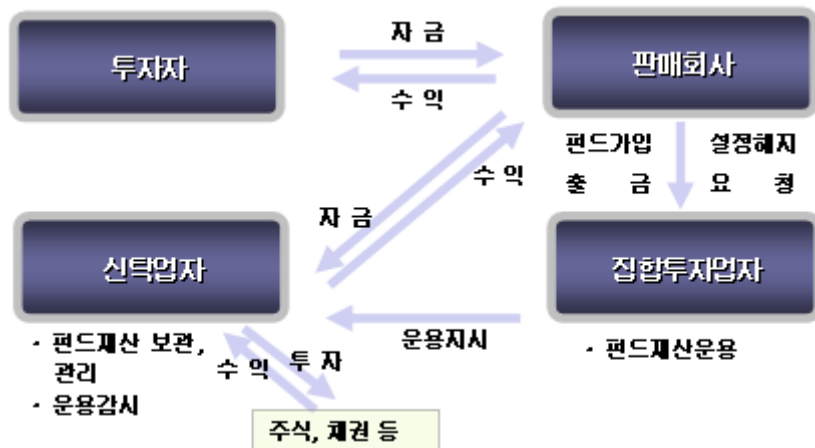 자 금
투자자
판매회사
수 익
펀드가입 설정해지
출 금 요 청
수 익
자 금
신탁업자
집합투자업자
운용지시
· 펀드재산 보관,
관리
· 운용감시
수 익
투 자
· 펀드재산운용
주식, 채권 등